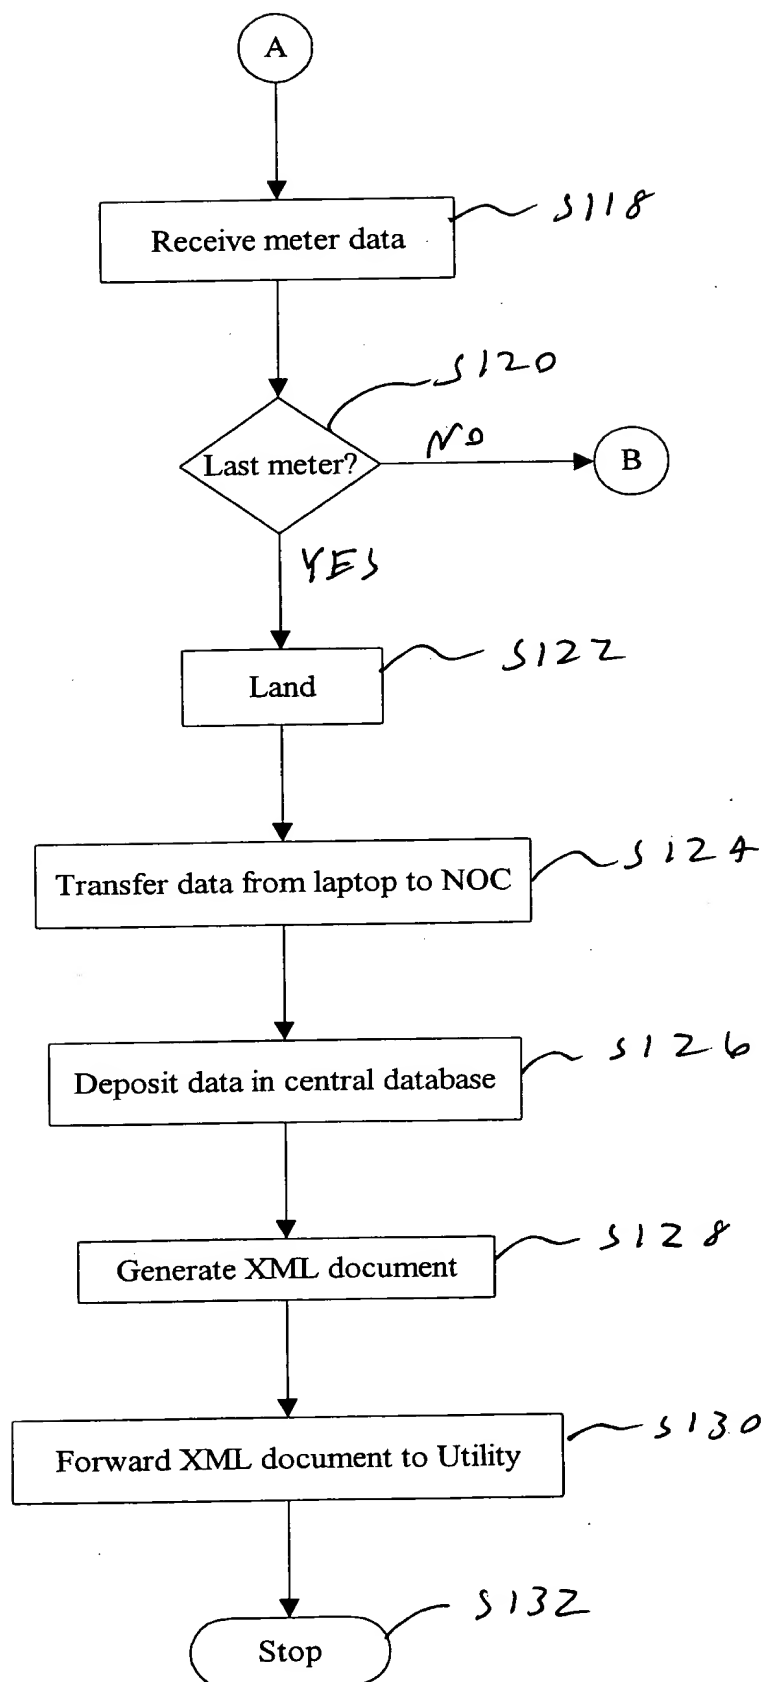 A
S118
Receive meter data
S120
Last meter?
NO
B
YES
S122
Land
S124
Transfer data from laptop to NOC
S126
Deposit data in central database
S128
Generate XML document
S130
Forward XML document to Utility
S132
Stop